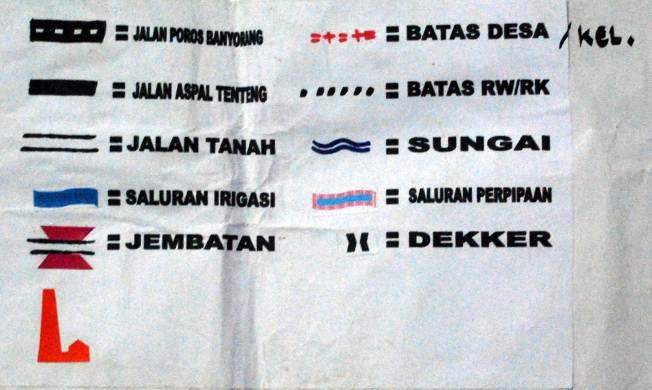 = JALAN POROS BANYORANG
= BATAS DESA /KEL.
= JALAN ASPAL TENTENG
= BATAS RW/RK
= JALAN TANAH
= SUNGAI
= SALURAN IRIGASI
= SALURAN PERPIPAAN
= JEMBATAN
= DEKKER